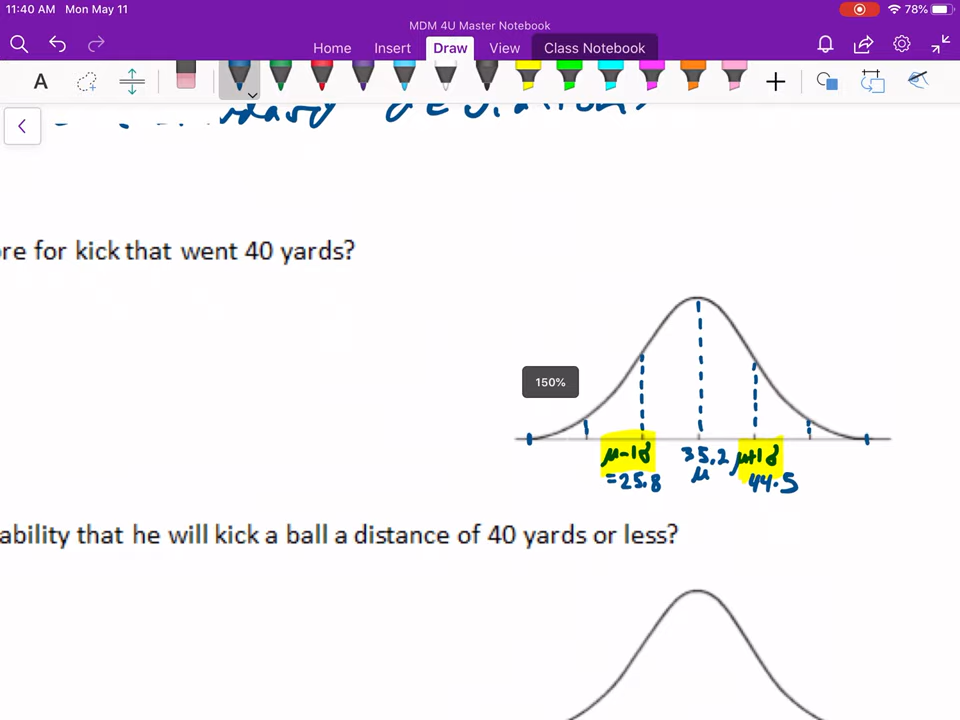 11:40 AM Mon May 11
78%
MDM 4U Master Notebook
Home Insert Draw View Class Notebook
A
deviations
ore for kick that went 40 yards?
150%
μ-1σ 35.2 μ+1σ
=25.8 μ 44.5
ability that he will kick a ball a distance of 40 yards or less?